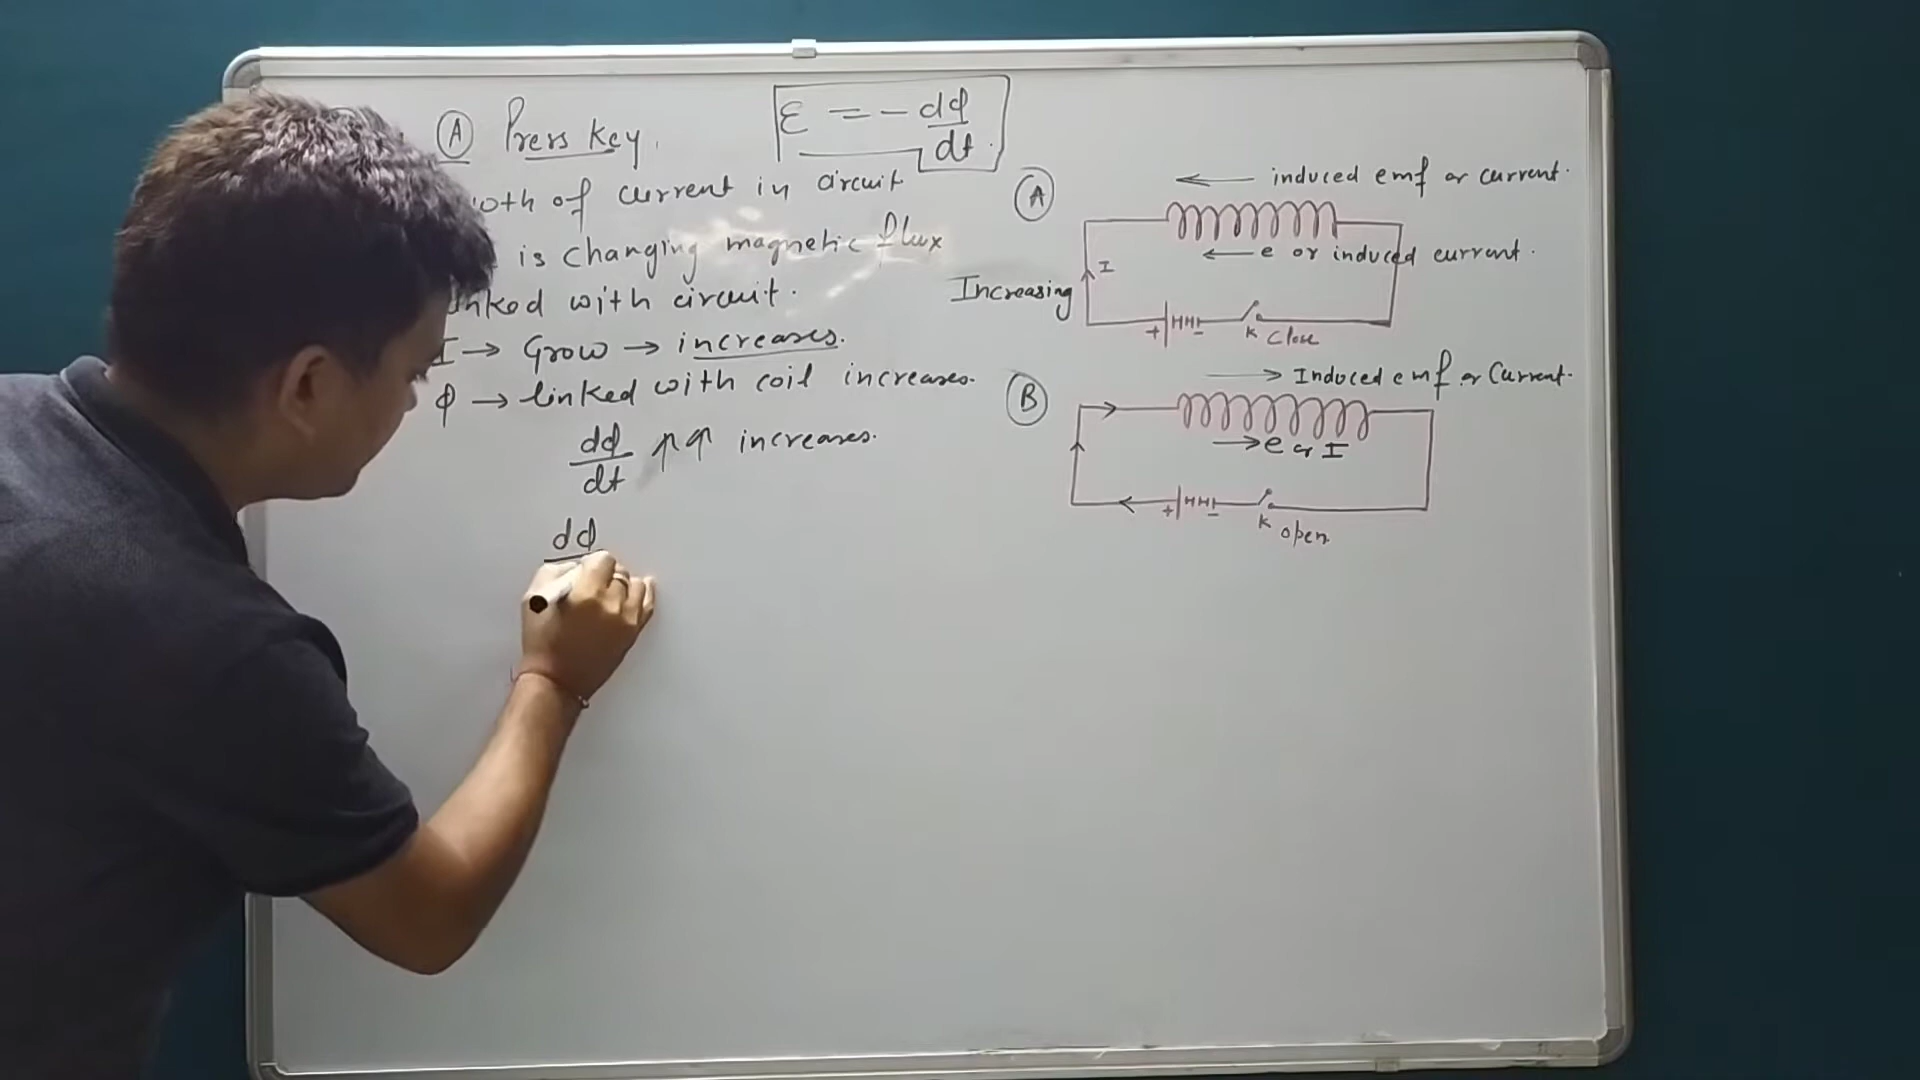 Ⓐ Press key.
ε = - dφ/dt.
of current in circuit
is changing magnetic flux
linked with circuit.
I → Grow → increases.
φ → linked with coil increases.
dφ/dt ↑↑ increases.
dφ
Ⓐ
← induced emf or current.
← e or induced current.
I
Increasing
+ -
K Close
Ⓑ
→ Induced emf or Current.
→ e or I
+ -
K open